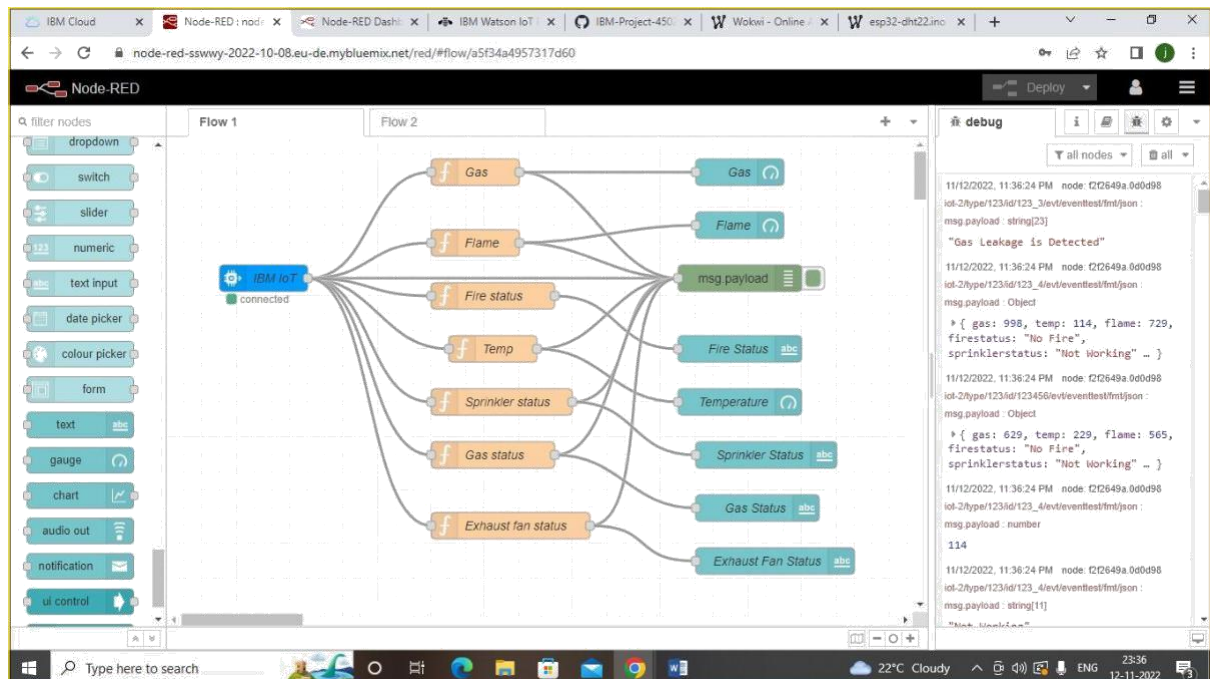 IBM Cloud
Node-RED : node
Node-RED Dashb
IBM Watson IoT
IBM-Project-450
Wokwi - Online
esp32-dht22.ino
node-red-sswwy-2022-10-08.eu-de.mybluemix.net/red/#flow/a5f34a4957317d60
j
Node-RED
Deploy
filter nodes
Flow 1
Flow 2
debug
i
all nodes
all
dropdown
switch
slider
123 numeric
abc text input
date picker
colour picker
form
text abc
gauge
chart
audio out
notification
ui control
IBM IoT
connected
f Gas
f Flame
f Fire status
f Temp
f Sprinkler status
f Gas status
f Exhaust fan status
Gas
Flame
msg.payload
Fire Status abc
Temperature
Sprinkler Status abc
Gas Status abc
Exhaust Fan Status abc
11/12/2022, 11:36:24 PM node: f2f2649a.0d0d98
iot-2/type/123/id/123_3/evt/eventtest/fmt/json :
msg.payload : string[23]
"Gas Leakage is Detected"
11/12/2022, 11:36:24 PM node: f2f2649a.0d0d98
iot-2/type/123/id/123_4/evt/eventtest/fmt/json :
msg.payload : Object
{ gas: 998, temp: 114, flame: 729,
firestatus: "No Fire",
sprinklerstatus: "Not Working" … }
11/12/2022, 11:36:24 PM node: f2f2649a.0d0d98
iot-2/type/123/id/123456/evt/eventtest/fmt/json :
msg.payload : Object
{ gas: 629, temp: 229, flame: 565,
firestatus: "No Fire",
sprinklerstatus: "Not Working" … }
11/12/2022, 11:36:24 PM node: f2f2649a.0d0d98
iot-2/type/123/id/123_4/evt/eventtest/fmt/json :
msg.payload : number
114
11/12/2022, 11:36:24 PM node: f2f2649a.0d0d98
iot-2/type/123/id/123_4/evt/eventtest/fmt/json :
msg.payload : string[11]
"Not Working"
Type here to search
22°C Cloudy
ENG
23:36
12-11-2022
3